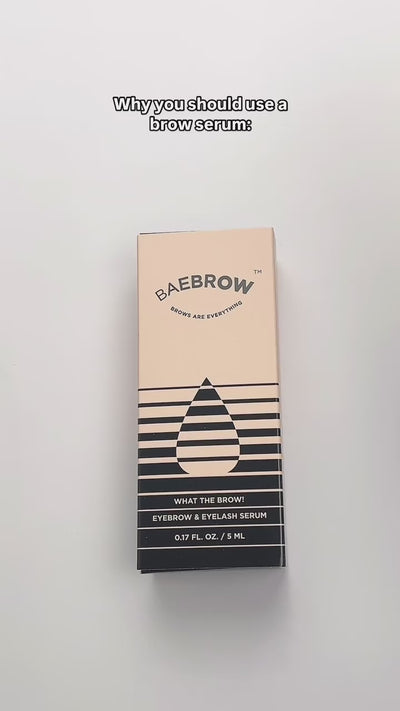 Why you should use a
brow serum:
BAEBROW™
BROWS ARE EVERYTHING
WHAT THE BROW!
EYEBROW & EYELASH SERUM
0.17 FL. OZ. / 5 ML